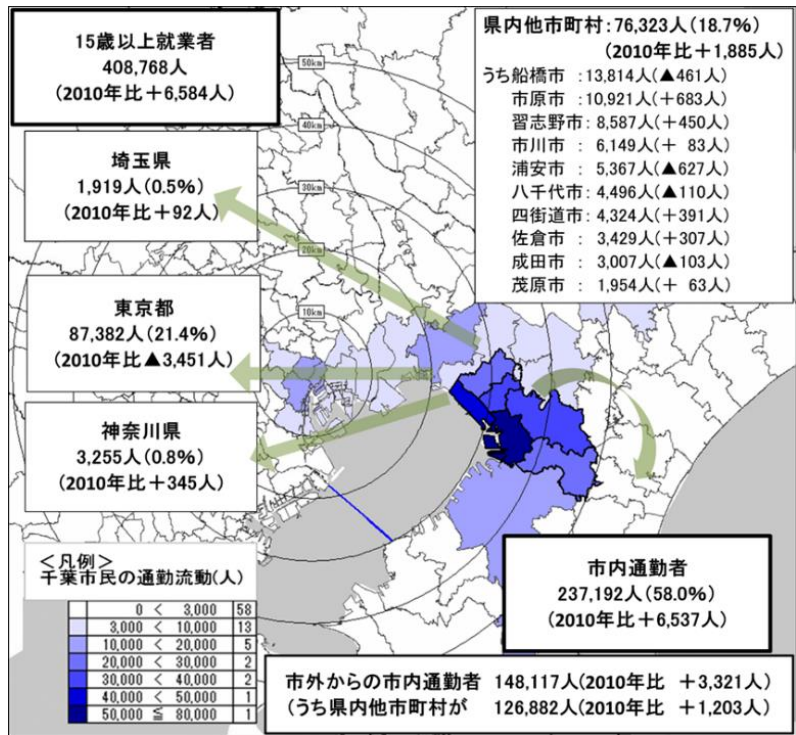 15歳以上就業者
408,768人
(2010年比+6,584人)
県内他市町村:76,323人(18.7%)
(2010年比+1,885人)
うち船橋市:13,814人(▲461人)
市原市:10,921人(+683人)
習志野市:8,587人(+450人)
市川市:6,149人(+ 83人)
浦安市:5,367人(▲627人)
八千代市:4,496人(▲110人)
四街道市:4,324人(+391人)
佐倉市:3,429人(+307人)
成田市:3,007人(▲103人)
茂原市:1,954人(+ 63人)
50km
40km
30km
20km
10km
埼玉県
1,919人(0.5%)
(2010年比+92人)
東京都
87,382人(21.4%)
(2010年比▲3,451人)
神奈川県
3,255人(0.8%)
(2010年比+345人)
<凡例>
千葉市民の通勤流動(人)
0 < 3,000 58
3,000 < 10,000 13
10,000 < 20,000 5
20,000 < 30,000 2
30,000 < 40,000 2
40,000 < 50,000 1
50,000 ≦ 80,000 1
市内通勤者
237,192人(58.0%)
(2010年比+6,537人)
市外からの市内通勤者 148,117人(2010年比 +3,321人)
(うち県内他市町村が 126,882人(2010年比 +1,203人)